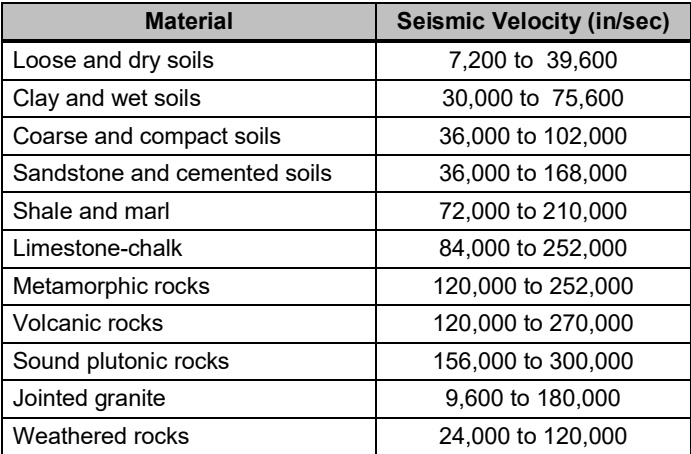 Material Seismic Velocity (in/sec)
Loose and dry soils 7,200 to 39,600
Clay and wet soils 30,000 to 75,600
Coarse and compact soils 36,000 to 102,000
Sandstone and cemented soils 36,000 to 168,000
Shale and marl 72,000 to 210,000
Limestone-chalk 84,000 to 252,000
Metamorphic rocks 120,000 to 252,000
Volcanic rocks 120,000 to 270,000
Sound plutonic rocks 156,000 to 300,000
Jointed granite 9,600 to 180,000
Weathered rocks 24,000 to 120,000